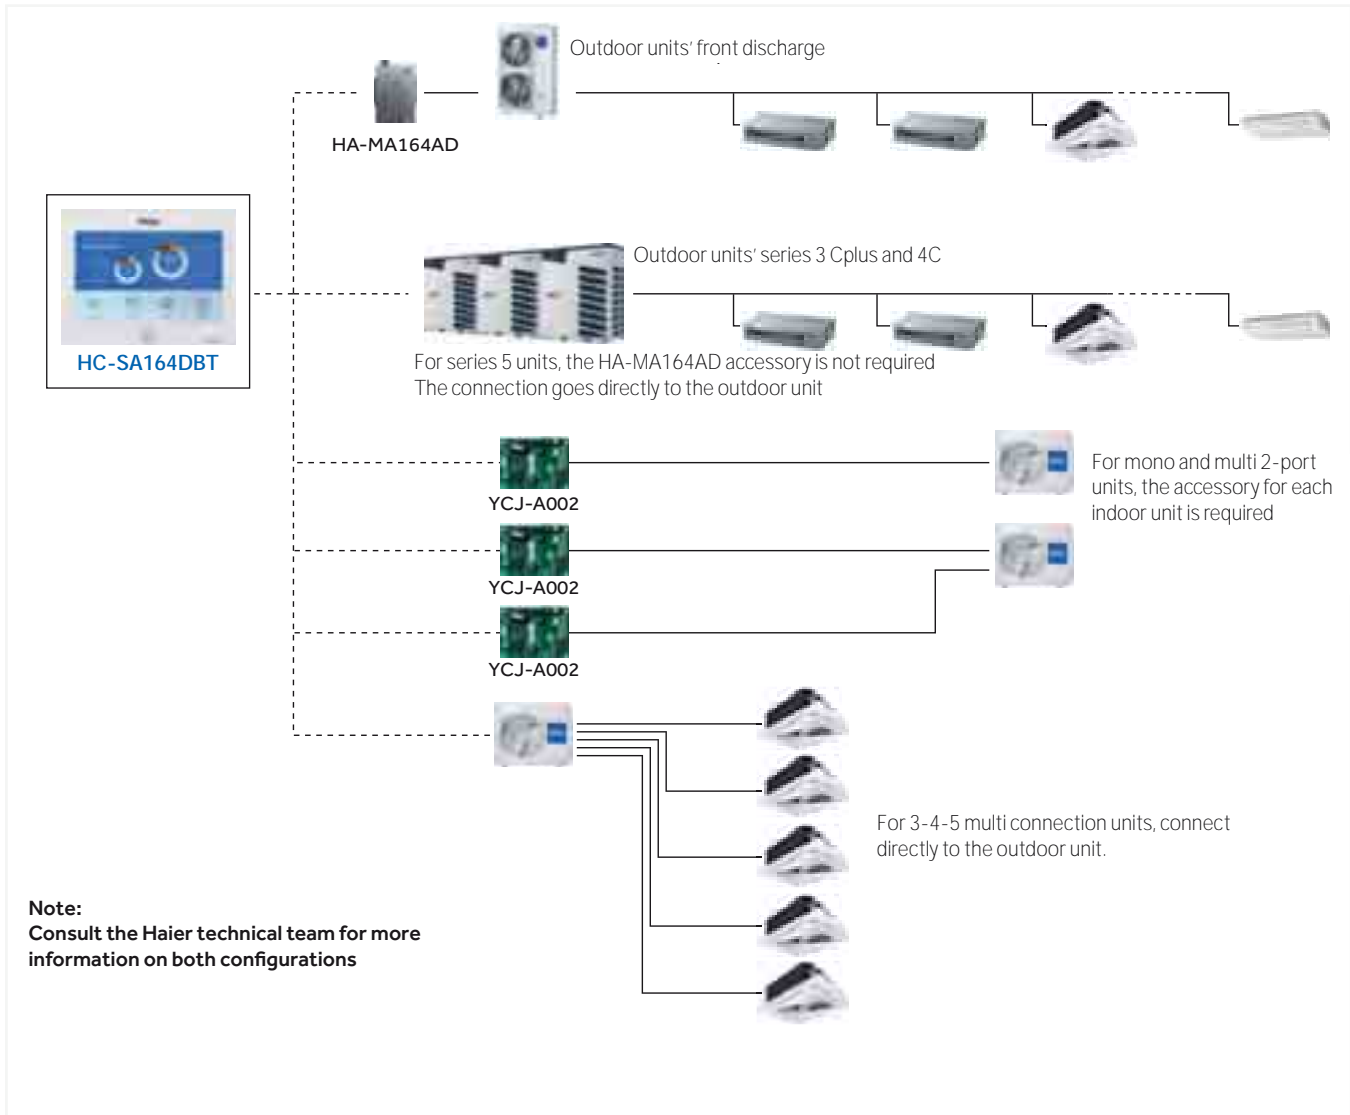 Outdoor units' front discharge
HA-MA164AD
Outdoor units' series 3 Cplus and 4C
HC-SA164DBT
For series 5 units, the HA-MA164AD accessory is not required
The connection goes directly to the outdoor unit
YCJ-A002
For mono and multi 2-port
units, the accessory for each
indoor unit is required
YCJ-A002
YCJ-A002
For 3-4-5 multi connection units, connect
directly to the outdoor unit.
Note:
Consult the Haier technical team for more
information on both configurations